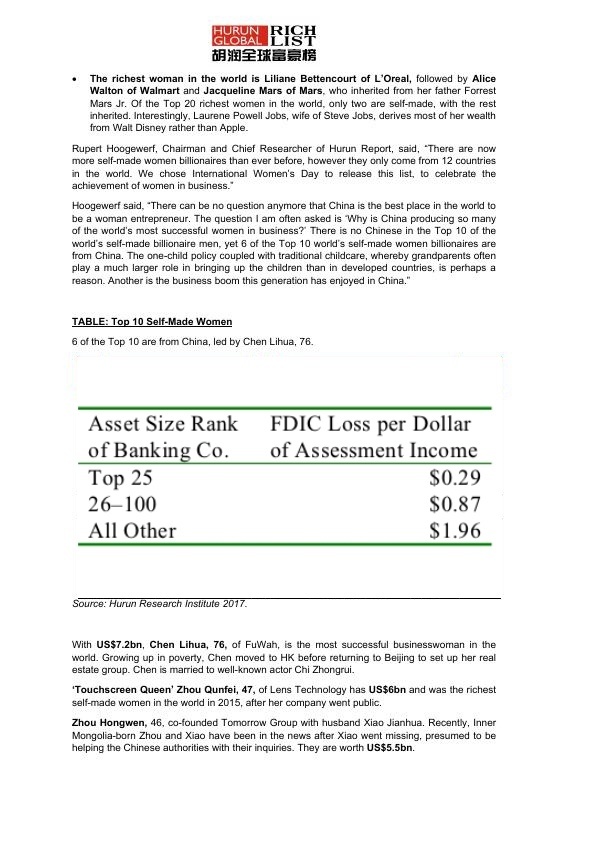 HURUN RICH
GLOBAL LIST
胡润全球富豪榜
• The richest woman in the world is Liliane Bettencourt of L’Oreal, followed by Alice
Walton of Walmart and Jacqueline Mars of Mars, who inherited from her father Forrest
Mars Jr. Of the Top 20 richest women in the world, only two are self-made, with the rest
inherited. Interestingly, Laurene Powell Jobs, wife of Steve Jobs, derives most of her wealth
from Walt Disney rather than Apple.
Rupert Hoogewerf, Chairman and Chief Researcher of Hurun Report, said, “There are now
more self-made women billionaires than ever before, however they only come from 12 countries
in the world. We chose International Women’s Day to release this list, to celebrate the
achievement of women in business.”
Hoogewerf said, “There can be no question anymore that China is the best place in the world to
be a woman entrepreneur. The question I am often asked is ‘Why is China producing so many
of the world’s most successful women in business?’ There is no Chinese in the Top 10 of the
world’s self-made billionaire men, yet 6 of the Top 10 world’s self-made women billionaires are
from China. The one-child policy coupled with traditional childcare, whereby grandparents often
play a much larger role in bringing up the children than in developed countries, is perhaps a
reason. Another is the business boom this generation has enjoyed in China.”
TABLE: Top 10 Self-Made Women
6 of the Top 10 are from China, led by Chen Lihua, 76.
Asset Size Rank FDIC Loss per Dollar
of Banking Co. of Assessment Income
Top 25 $0.29
26–100 $0.87
All Other $1.96
Source: Hurun Research Institute 2017.
With US$7.2bn, Chen Lihua, 76, of FuWah, is the most successful businesswoman in the
world. Growing up in poverty, Chen moved to HK before returning to Beijing to set up her real
estate group. Chen is married to well-known actor Chi Zhongrui.
‘Touchscreen Queen’ Zhou Qunfei, 47, of Lens Technology has US$6bn and was the richest
self-made women in the world in 2015, after her company went public.
Zhou Hongwen, 46, co-founded Tomorrow Group with husband Xiao Jianhua. Recently, Inner
Mongolia-born Zhou and Xiao have been in the news after Xiao went missing, presumed to be
helping the Chinese authorities with their inquiries. They are worth US$5.5bn.